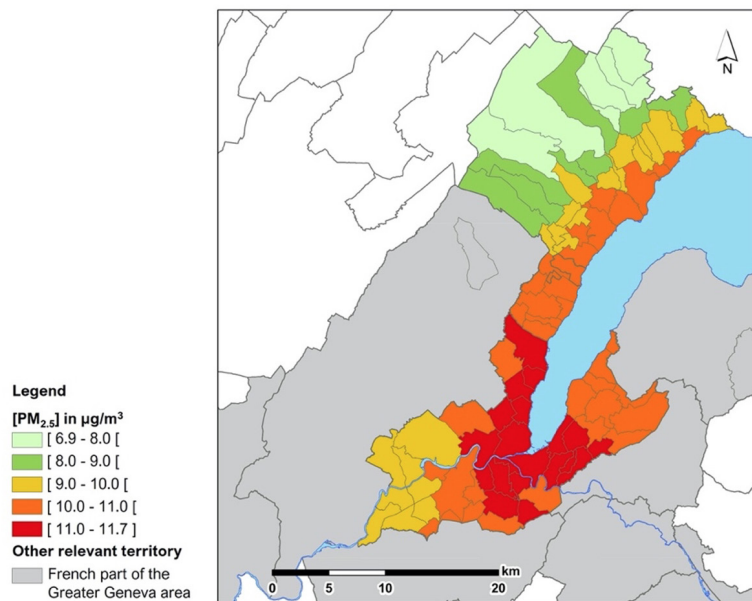 N
Legend
[PM2.5] in µg/m³
[ 6.9 - 8.0 [
[ 8.0 - 9.0 [
[ 9.0 - 10.0 [
[ 10.0 - 11.0 [
[ 11.0 - 11.7 ]
Other relevant territory
French part of the
Greater Geneva area
km
0 5 10 20